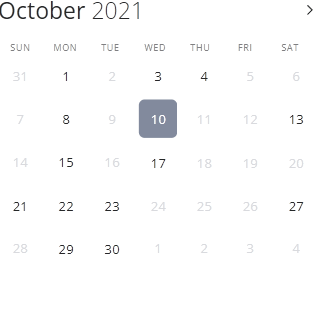 October 2021
SUN MON TUE WED THU FRI SAT
31 1 2 3 4 5 6
7 8 9 10 11 12 13
14 15 16 17 18 19 20
21 22 23 24 25 26 27
28 29 30 1 2 3 4